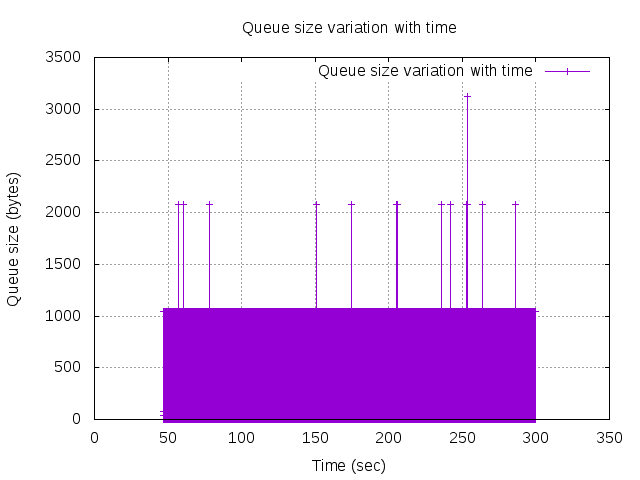 Queue size variation with time
Queue size variation with time
3500
3000
2500
2000
1500
1000
500
0
Queue size (bytes)
0 50 100 150 200 250 300 350
Time (sec)